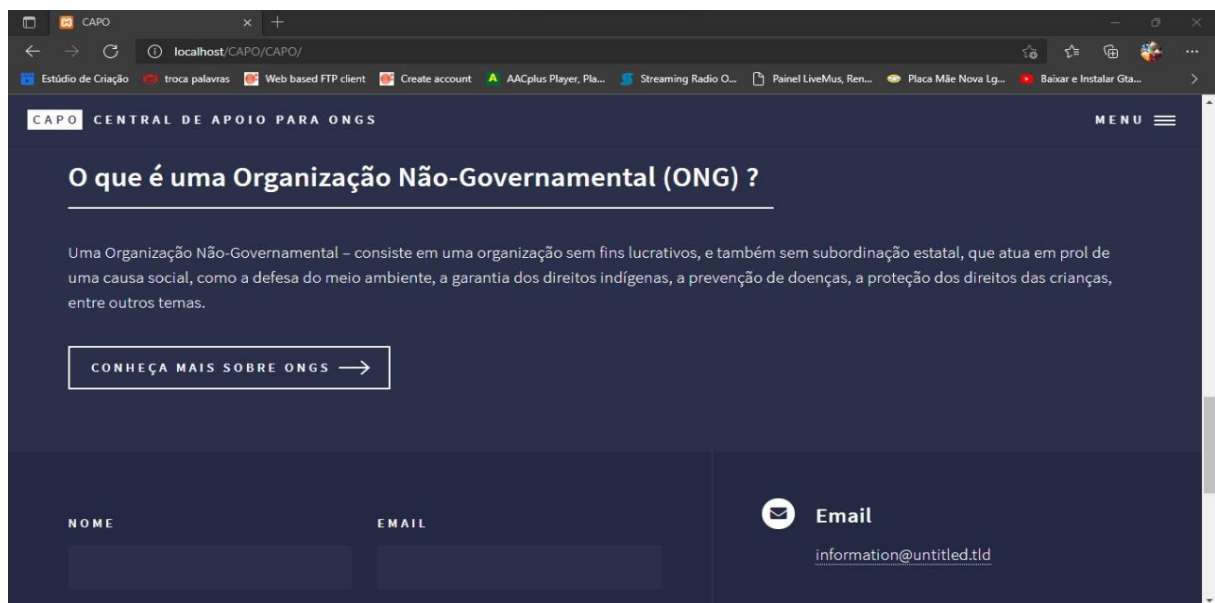 CAPO
localhost/CAPO/CAPO/
Estúdio de Criação troca palavras Web based FTP client Create account AACplus Player, Pla... Streaming Radio O... Painel LiveMus, Ren... Placa Mãe Nova Lg... Baixar e Instalar Gta...
CAPO CENTRAL DE APOIO PARA ONGS MENU
O que é uma Organização Não-Governamental (ONG) ?
Uma Organização Não-Governamental – consiste em uma organização sem fins lucrativos, e também sem subordinação estatal, que atua em prol de
uma causa social, como a defesa do meio ambiente, a garantia dos direitos indígenas, a prevenção de doenças, a proteção dos direitos das crianças,
entre outros temas.
CONHEÇA MAIS SOBRE ONGS
NOME EMAIL
Email
information@untitled.tld